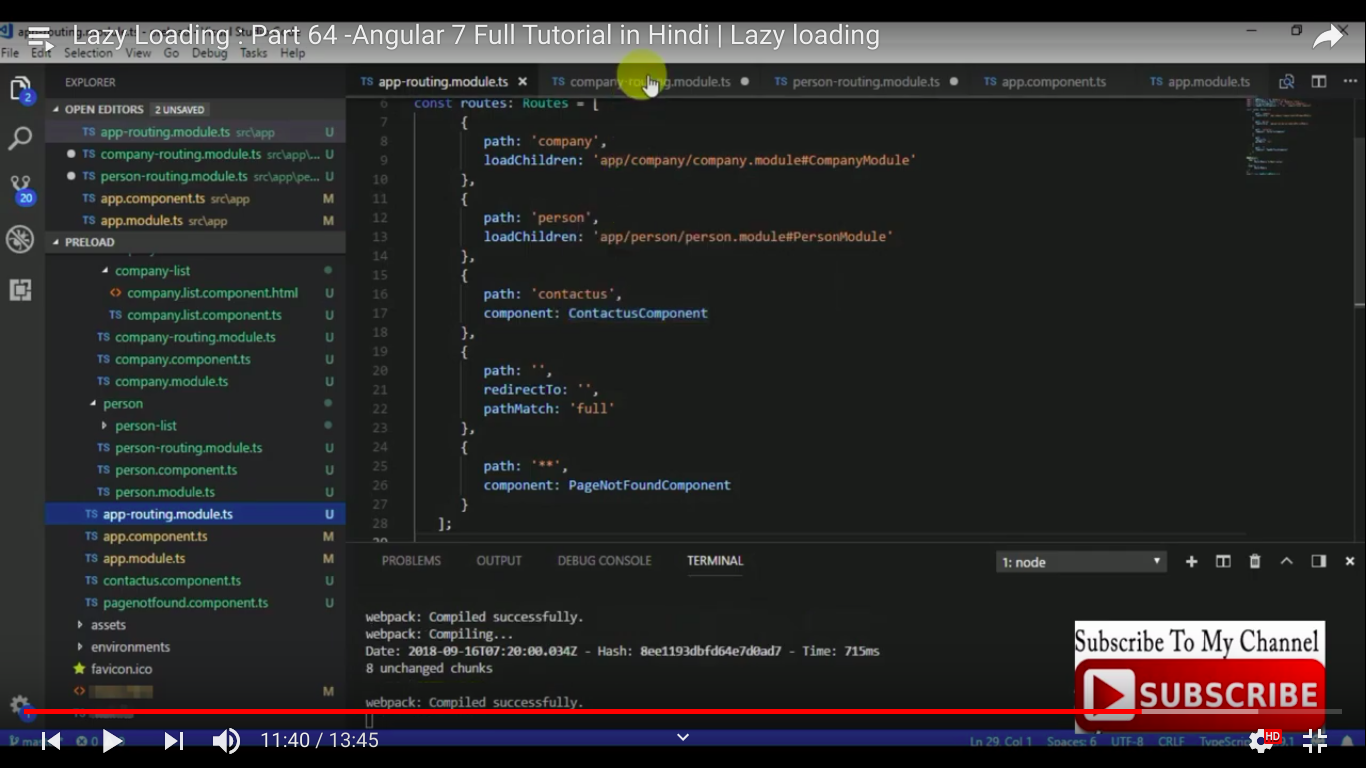 Lazy Loading : Part 64 -Angular 7 Full Tutorial in Hindi | Lazy loading
File Edit Selection View Go Debug Tasks Help
EXPLORER
OPEN EDITORS 2 UNSAVED
TS app-routing.module.ts src\app U
TS company-routing.module.ts src\app\... U
TS person-routing.module.ts src\app\pe... U
TS app.component.ts src\app M
TS app.module.ts src\app M
PRELOAD
company-list
<> company.list.component.html U
TS company.list.component.ts U
TS company-routing.module.ts U
TS company.component.ts U
TS company.module.ts U
person
person-list
TS person-routing.module.ts U
TS person.component.ts U
TS person.module.ts U
TS app-routing.module.ts U
TS app.component.ts M
TS app.module.ts M
TS contactus.component.ts U
TS pagenotfound.component.ts U
assets
environments
favicon.ico
<> M
2
20
TS app-routing.module.ts × TS company-routing.module.ts TS person-routing.module.ts TS app.component.ts TS app.module.ts
6 const routes: Routes = [
7 {
8 path: 'company',
9 loadChildren: 'app/company/company.module#CompanyModule'
10 },
11 {
12 path: 'person',
13 loadChildren: 'app/person/person.module#PersonModule'
14 },
15 {
16 path: 'contactus',
17 component: ContactusComponent
18 },
19 {
20 path: '',
21 redirectTo: '',
22 pathMatch: 'full'
23 },
24 {
25 path: '**',
26 component: PageNotFoundComponent
27 }
28 ];
29
PROBLEMS OUTPUT DEBUG CONSOLE TERMINAL 1: node
webpack: Compiled successfully.
webpack: Compiling...
Date: 2018-09-16T07:20:00.034Z - Hash: 8ee1193dbfd64e7d0ad7 - Time: 715ms
8 unchanged chunks
webpack: Compiled successfully.
Subscribe To My Channel
SUBSCRIBE
11:40 / 13:45
HD
Ln 29, Col 1 Spaces: 6 UTF-8 CRLF